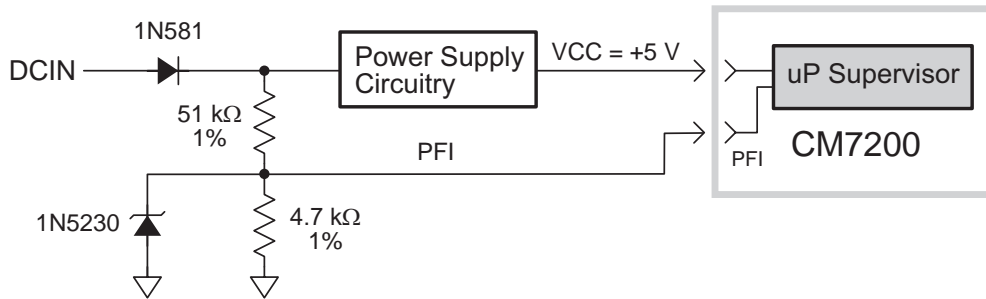 1N581
DCIN
Power Supply
Circuitry
VCC = +5 V
uP Supervisor
51 kΩ
1%
PFI
PFI
CM7200
1N5230
4.7 kΩ
1%